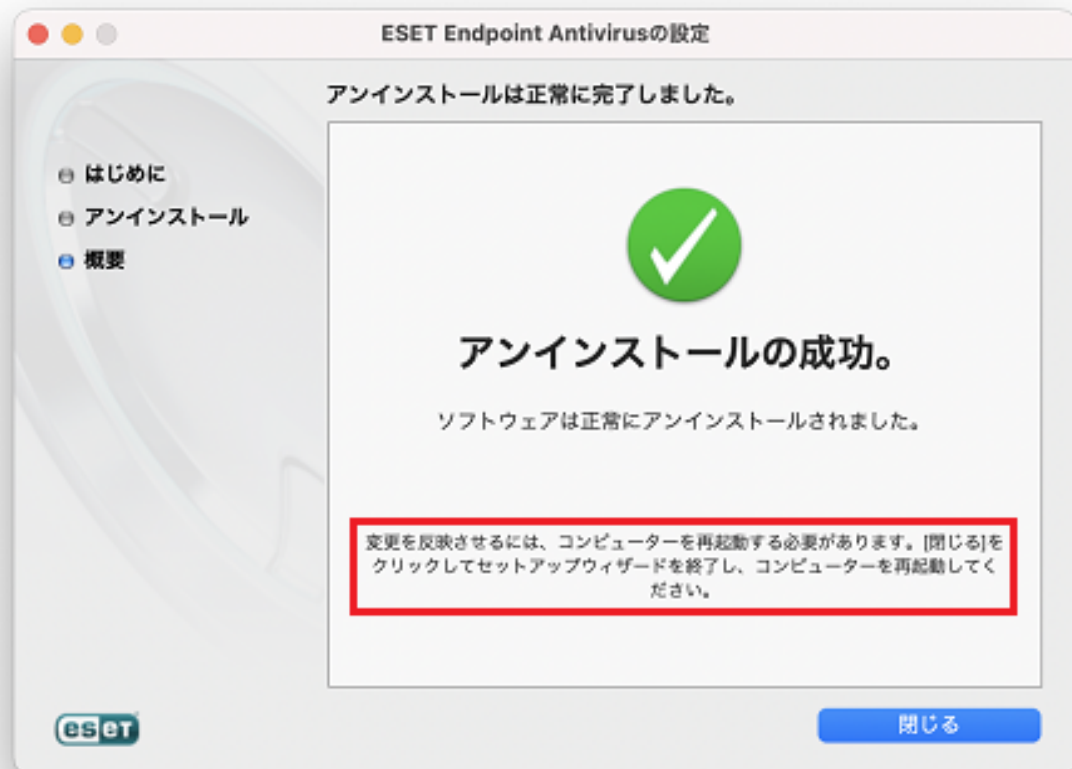 ESET Endpoint Antivirusの設定
アンインストールは正常に完了しました。
はじめに
アンインストール
概要
アンインストールの成功。
ソフトウェアは正常にアンインストールされました。
変更を反映させるには、コンピューターを再起動する必要があります。[閉じる]を
クリックしてセットアップウィザードを終了し、コンピューターを再起動してく
ださい。
eset
閉じる